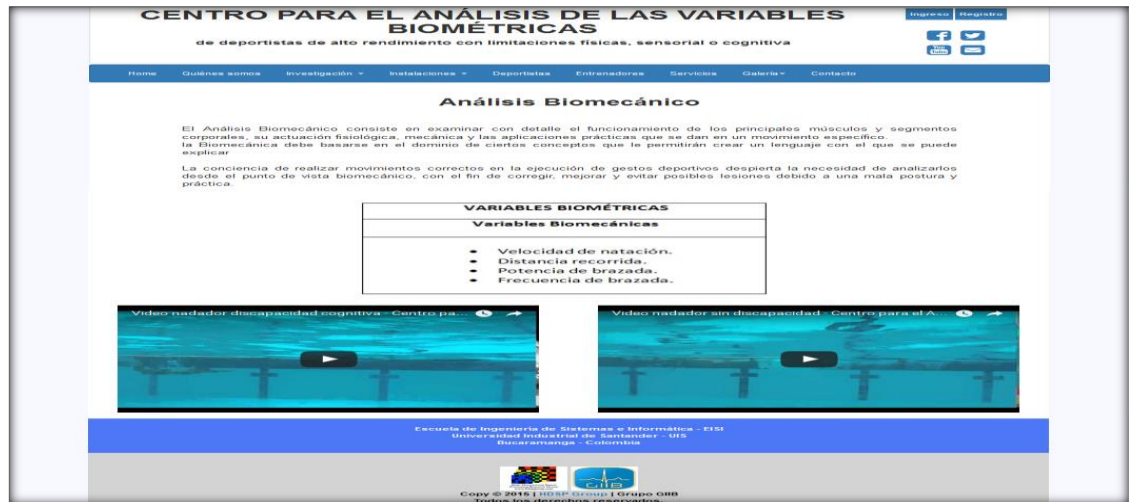 CENTRO PARA EL ANÁLISIS DE LAS VARIABLES
BIOMÉTRICAS
de deportistas de alto rendimiento con limitaciones físicas, sensorial o cognitiva
Ingreso Registro
You
Tube
Home Quiénes somos Investigación Instalaciones Deportistas Entrenadores Servicios Galería Contacto
Análisis Biomecánico
El Análisis Biomecánico consiste en examinar con detalle el funcionamiento de los principales músculos y segmentos
corporales, su actuación fisiológica, mecánica y las aplicaciones prácticas que se dan en un movimiento específico.
la Biomecánica debe basarse en el dominio de ciertos conceptos que le permitirán crear un lenguaje con el que se puede
explicar
La conciencia de realizar movimientos correctos en la ejecución de gestos deportivos despierta la necesidad de analizarlos
desde el punto de vista biomecánico, con el fin de corregir, mejorar y evitar posibles lesiones debido a una mala postura y
práctica.
VARIABLES BIOMÉTRICAS
Variables Biomecánicas
• Velocidad de natación.
• Distancia recorrida.
• Potencia de brazada.
• Frecuencia de brazada.
Video nadador discapacidad cognitiva - Centro pa...
Video nadador sin discapacidad - Centro para el A...
Escuela de Ingeniería de Sistemas e Informática - EISI
Universidad Industrial de Santander - UIS
Bucaramanga - Colombia
GIIB
Copy © 2016 | HDSP Group | Grupo GIIB
Todos los derechos reservados.